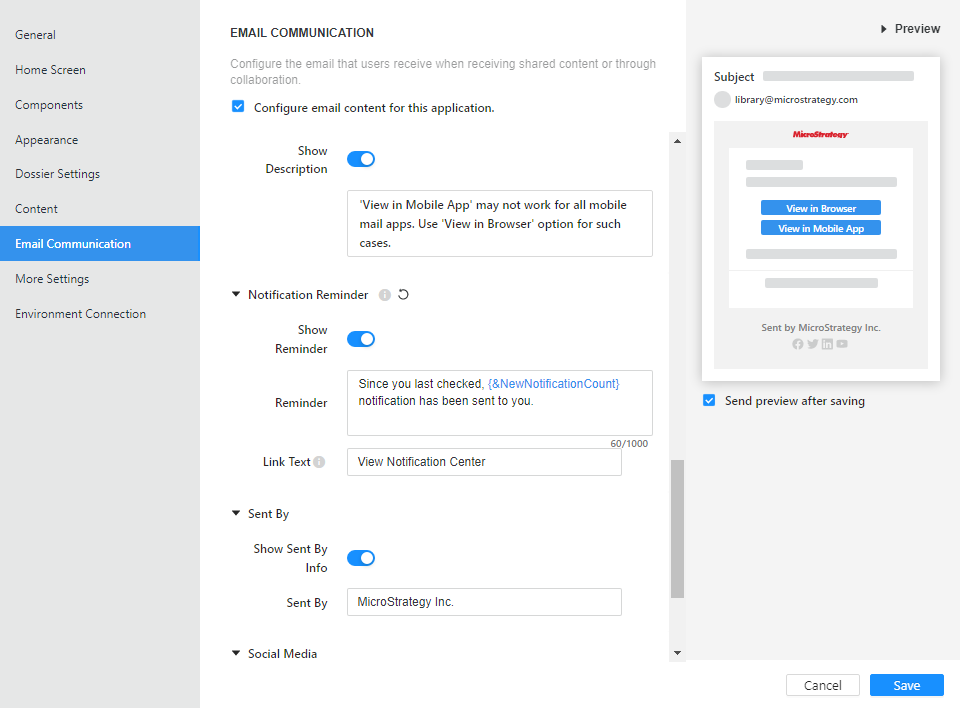 General
Home Screen
Components
Appearance
Dossier Settings
Content
Email Communication
More Settings
Environment Connection
EMAIL COMMUNICATION
Configure the email that users receive when receiving shared content or through
collaboration.
Configure email content for this application.
Show
Description
'View in Mobile App' may not work for all mobile
mail apps. Use 'View in Browser' option for such
cases.
Notification Reminder
Show
Reminder
Reminder
Since you last checked, {&NewNotificationCount}
notification has been sent to you.
60/1000
Link Text
View Notification Center
Sent By
Show Sent By
Info
Sent By
MicroStrategy Inc.
Social Media
Preview
Subject
library@microstrategy.com
MicroStrategy
View in Browser
View in Mobile App
Sent by MicroStrategy Inc.
Send preview after saving
Cancel
Save